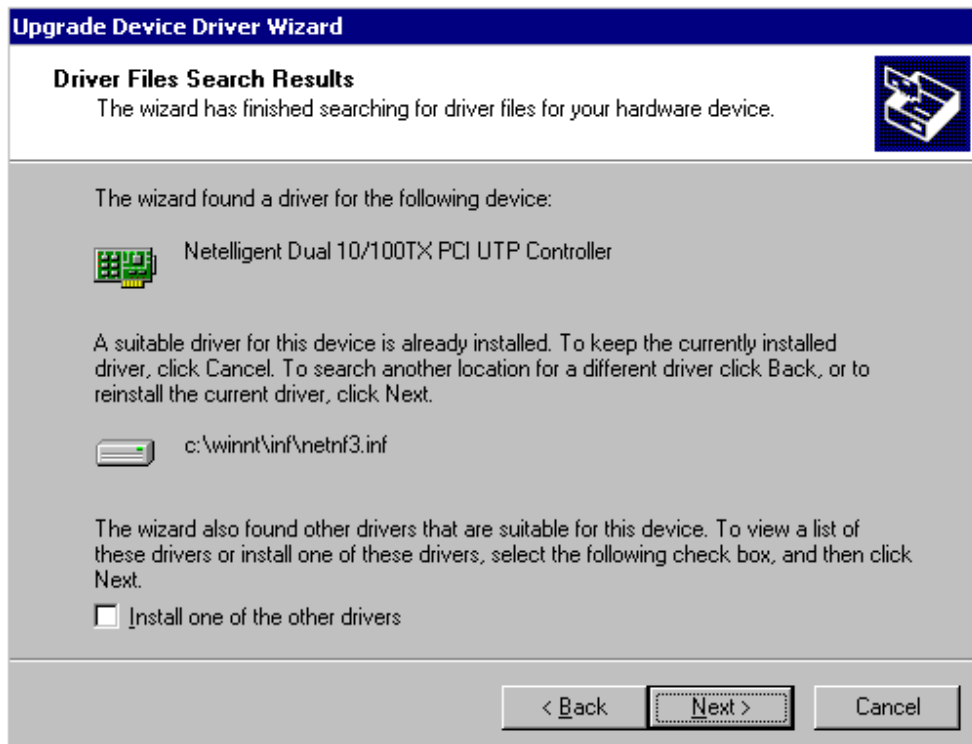 Upgrade Device Driver Wizard
Driver Files Search Results
The wizard has finished searching for driver files for your hardware device.
The wizard found a driver for the following device:
Netelligent Dual 10/100TX PCI UTP Controller
A suitable driver for this device is already installed. To keep the currently installed
driver, click Cancel. To search another location for a different driver click Back, or to
reinstall the current driver, click Next.
c:\winnt\inf\netnf3.inf
The wizard also found other drivers that are suitable for this device. To view a list of
these drivers or install one of these drivers, select the following check box, and then click
Next.
Install one of the other drivers
< Back Next > Cancel